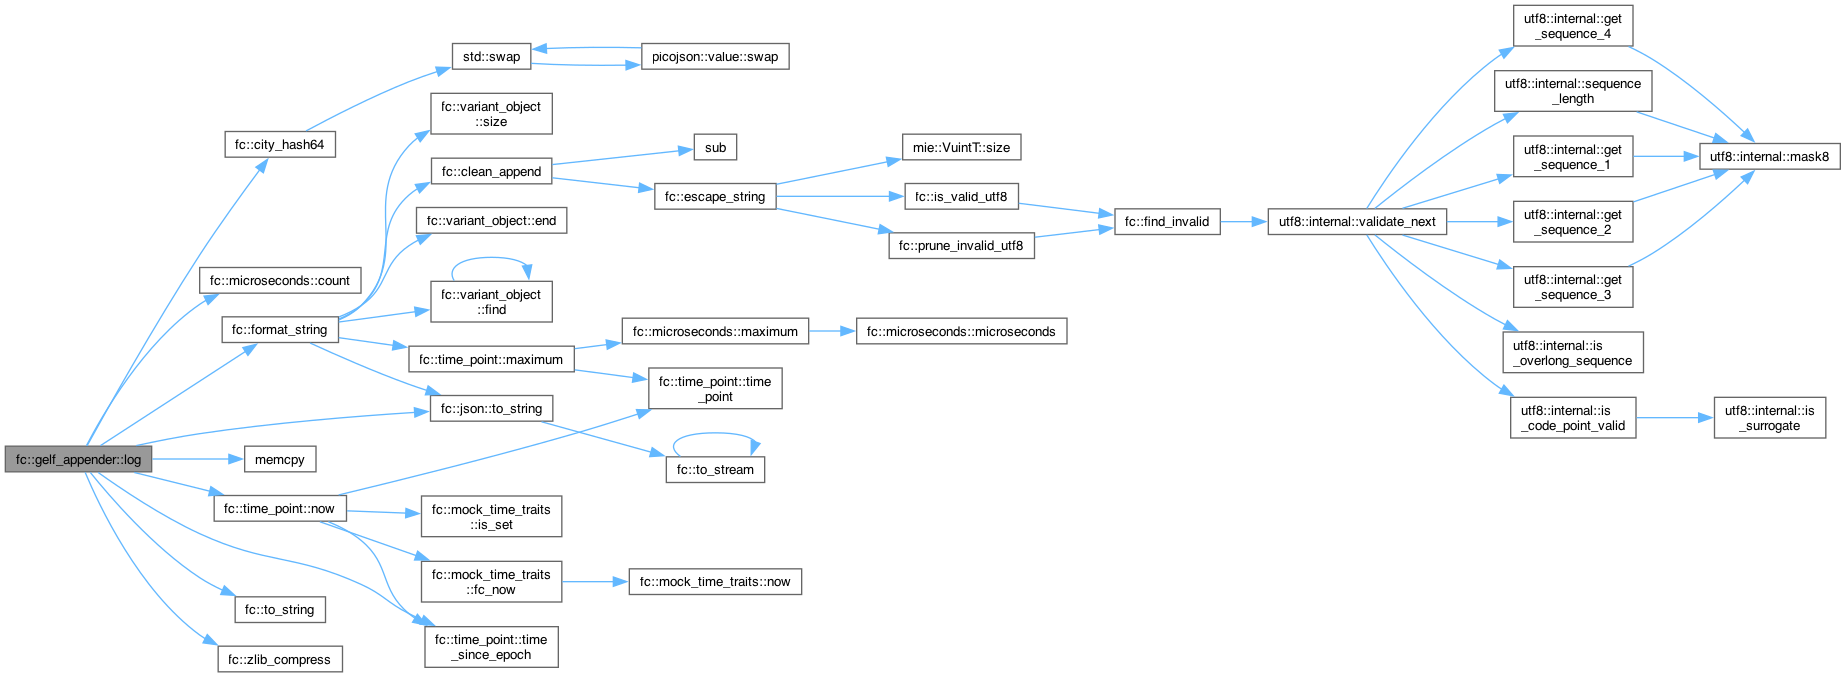 fc::gelf_appender::log
fc::city_hash64
std::swap
picojson::value::swap
fc::microseconds::count
fc::format_string
fc::variant_object
::size
fc::clean_append
sub
fc::escape_string
mie::VuintT::size
fc::is_valid_utf8
fc::prune_invalid_utf8
fc::find_invalid
utf8::internal::validate_next
utf8::internal::get
_sequence_4
utf8::internal::sequence
_length
utf8::internal::get
_sequence_1
utf8::internal::get
_sequence_2
utf8::internal::get
_sequence_3
utf8::internal::mask8
utf8::internal::is
_overlong_sequence
utf8::internal::is
_code_point_valid
utf8::internal::is
_surrogate
fc::variant_object::end
fc::variant_object
::find
fc::time_point::maximum
fc::microseconds::maximum
fc::microseconds::microseconds
fc::time_point::time
_point
fc::json::to_string
fc::to_stream
memcpy
fc::time_point::now
fc::mock_time_traits
::is_set
fc::mock_time_traits
::fc_now
fc::mock_time_traits::now
fc::time_point::time
_since_epoch
fc::to_string
fc::zlib_compress